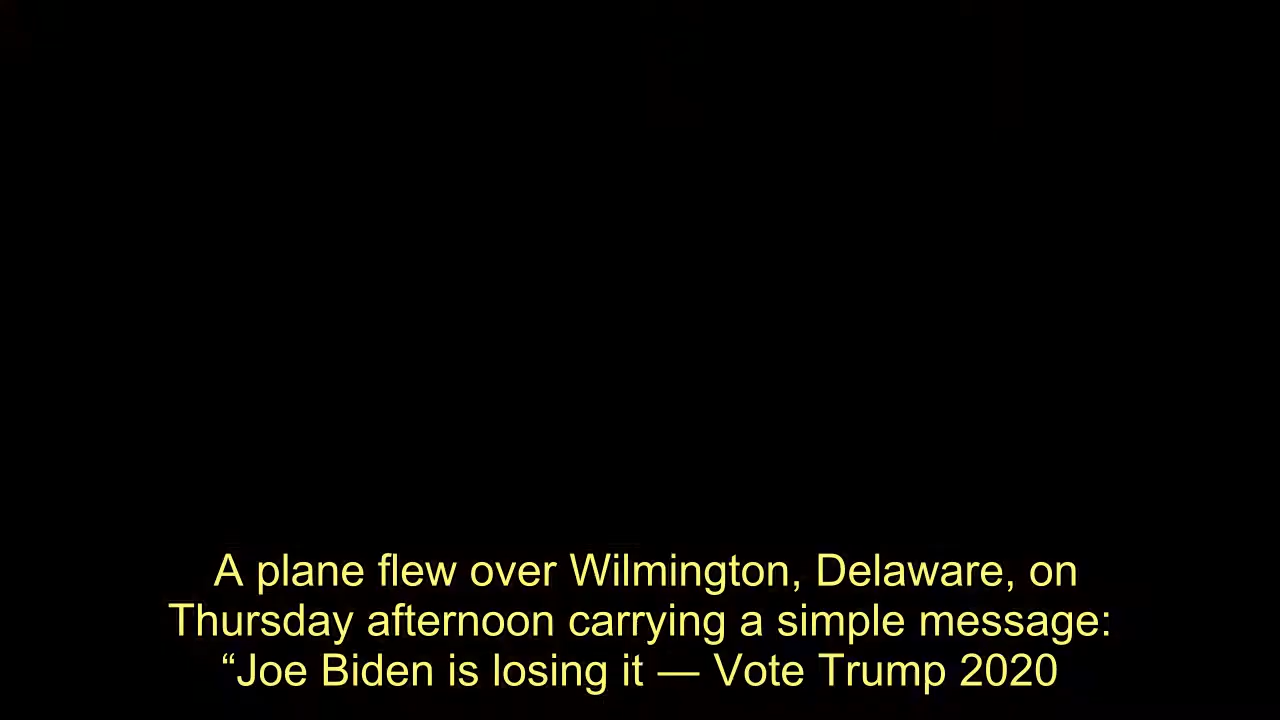 A plane flew over Wilmington, Delaware, on
Thursday afternoon carrying a simple message:
“Joe Biden is losing it — Vote Trump 2020